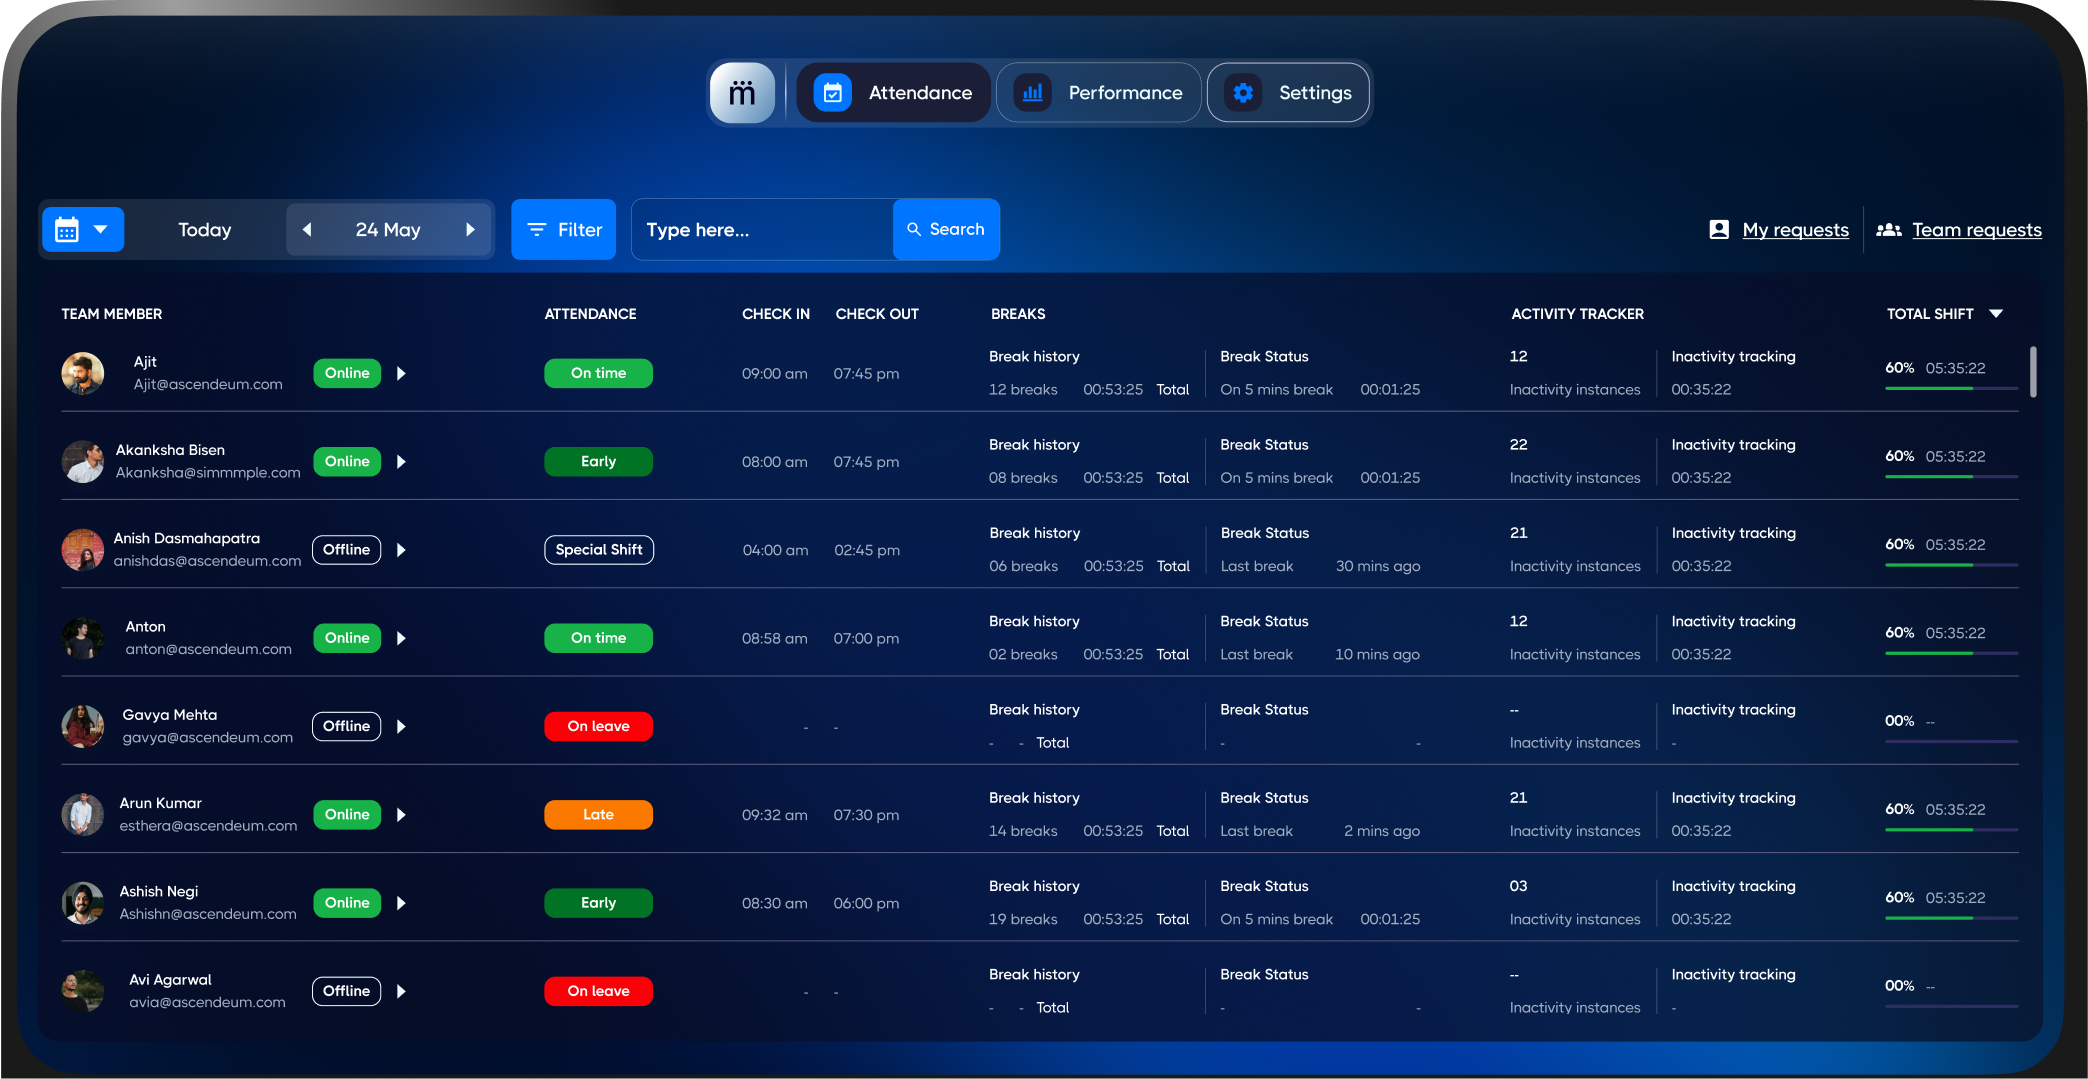 m
Attendance
Performance
Settings
Today
24 May
Filter
Type here...
Search
My requests
Team requests
TEAM MEMBER ATTENDANCE CHECK IN CHECK OUT BREAKS ACTIVITY TRACKER TOTAL SHIFT
Ajit
Ajit@ascendeum.com
Online
On time
09:00 am 07:45 pm
Break history
12 breaks 00:53:25 Total
Break Status
On 5 mins break 00:01:25
12
Inactivity instances
Inactivity tracking
00:35:22
60% 05:35:22
Akanksha Bisen
Akanksha@simmmple.com
Online
Early
08:00 am 07:45 pm
Break history
08 breaks 00:53:25 Total
Break Status
On 5 mins break 00:01:25
22
Inactivity instances
Inactivity tracking
00:35:22
60% 05:35:22
Anish Dasmahapatra
anishdas@ascendeum.com
Offline
Special Shift
04:00 am 02:45 pm
Break history
06 breaks 00:53:25 Total
Break Status
Last break 30 mins ago
21
Inactivity instances
Inactivity tracking
00:35:22
60% 05:35:22
Anton
anton@ascendeum.com
Online
On time
08:58 am 07:00 pm
Break history
02 breaks 00:53:25 Total
Break Status
Last break 10 mins ago
12
Inactivity instances
Inactivity tracking
00:35:22
60% 05:35:22
Gavya Mehta
gavya@ascendeum.com
Offline
On leave
- -
Break history
- - Total
Break Status
- -
--
Inactivity instances
Inactivity tracking
-
00% --
Arun Kumar
esthera@ascendeum.com
Online
Late
09:32 am 07:30 pm
Break history
14 breaks 00:53:25 Total
Break Status
Last break 2 mins ago
21
Inactivity instances
Inactivity tracking
00:35:22
60% 05:35:22
Ashish Negi
Ashishn@ascendeum.com
Online
Early
08:30 am 06:00 pm
Break history
19 breaks 00:53:25 Total
Break Status
On 5 mins break 00:01:25
03
Inactivity instances
Inactivity tracking
00:35:22
60% 05:35:22
Avi Agarwal
avia@ascendeum.com
Offline
On leave
- -
Break history
- - Total
Break Status
- -
--
Inactivity instances
Inactivity tracking
-
00% --